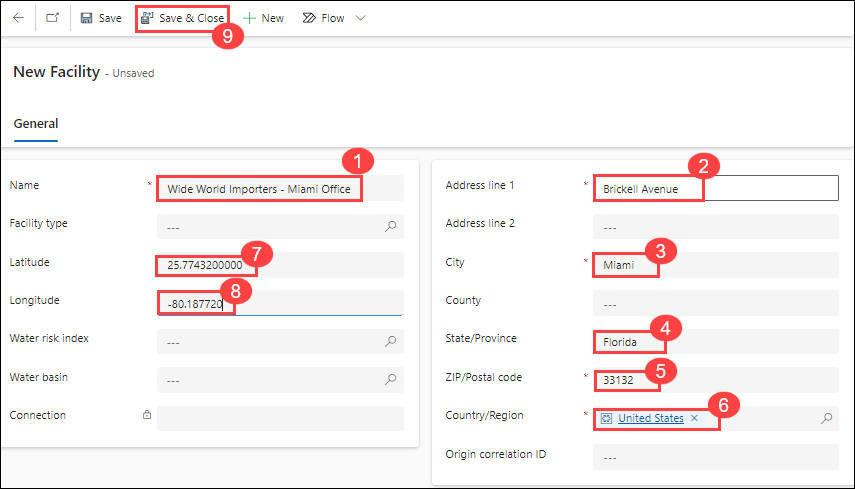 Save Save & Close New Flow
9
New Facility - Unsaved
General
1
Name * Wide World Importers - Miami Office
Facility type ---
7
Latitude 25.7743200000
8
Longitude -80.187720
Water risk index ---
Water basin ---
Connection
2
Address line 1 * Brickell Avenue
Address line 2 ---
3
City * Miami
County ---
4
State/Province Florida
5
ZIP/Postal code * 33132
6
Country/Region * United States ×
Origin correlation ID ---